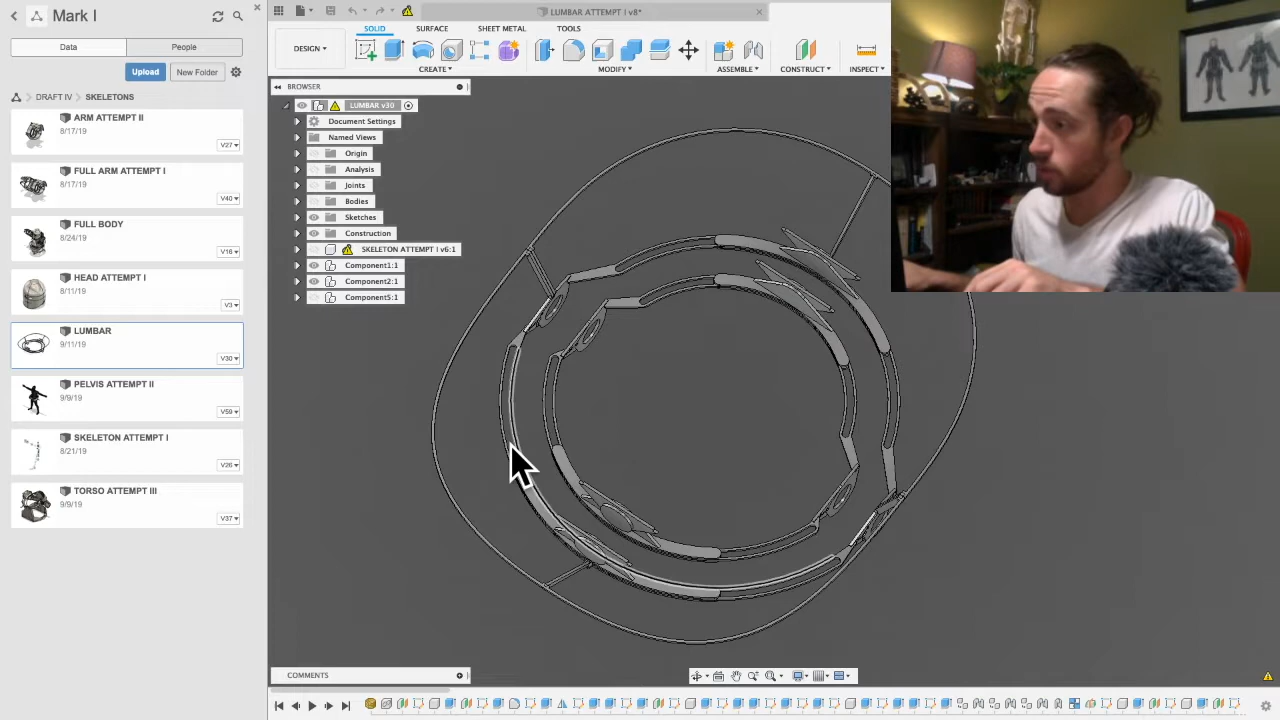 Mark I
Data
People
Upload
New Folder
DRAFT IV
SKELETONS
ARM ATTEMPT II
8/17/19
V27
FULL ARM ATTEMPT I
8/17/19
V40
FULL BODY
8/24/19
V16
HEAD ATTEMPT I
8/11/19
V3
LUMBAR
9/11/19
V30
PELVIS ATTEMPT II
9/9/19
V59
SKELETON ATTEMPT I
8/21/19
V26
TORSO ATTEMPT III
9/9/19
V37
LUMBAR ATTEMPT I v8*
SOLID
SURFACE
SHEET METAL
TOOLS
DESIGN
CREATE
MODIFY
ASSEMBLE
CONSTRUCT
INSPECT
BROWSER
LUMBAR v30
Document Settings
Named Views
Origin
Analysis
Joints
Bodies
Sketches
Construction
SKELETON ATTEMPT I v6:1
Component1:1
Component2:1
Component5:1
COMMENTS